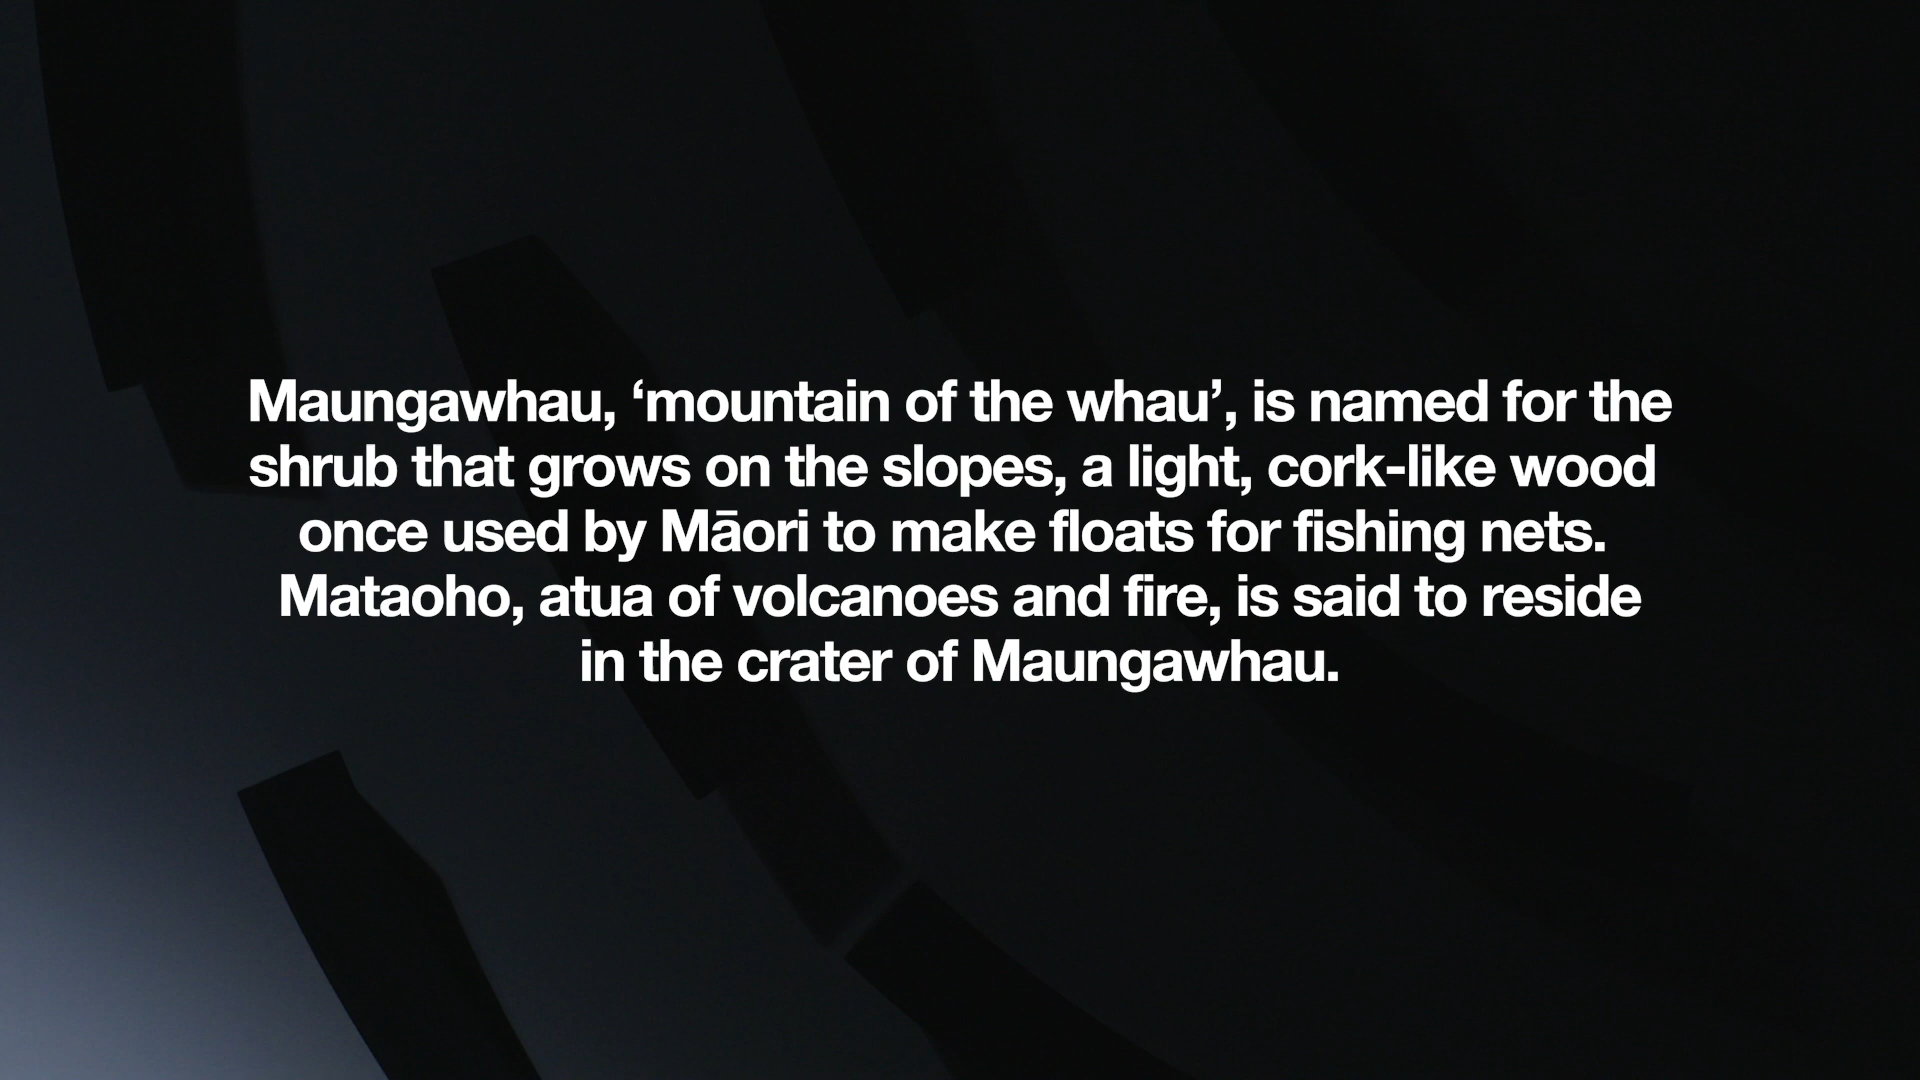 Maungawhau, ‘mountain of the whau’, is named for the
shrub that grows on the slopes, a light, cork-like wood
once used by Māori to make floats for fishing nets.
Mataoho, atua of volcanoes and fire, is said to reside
in the crater of Maungawhau.